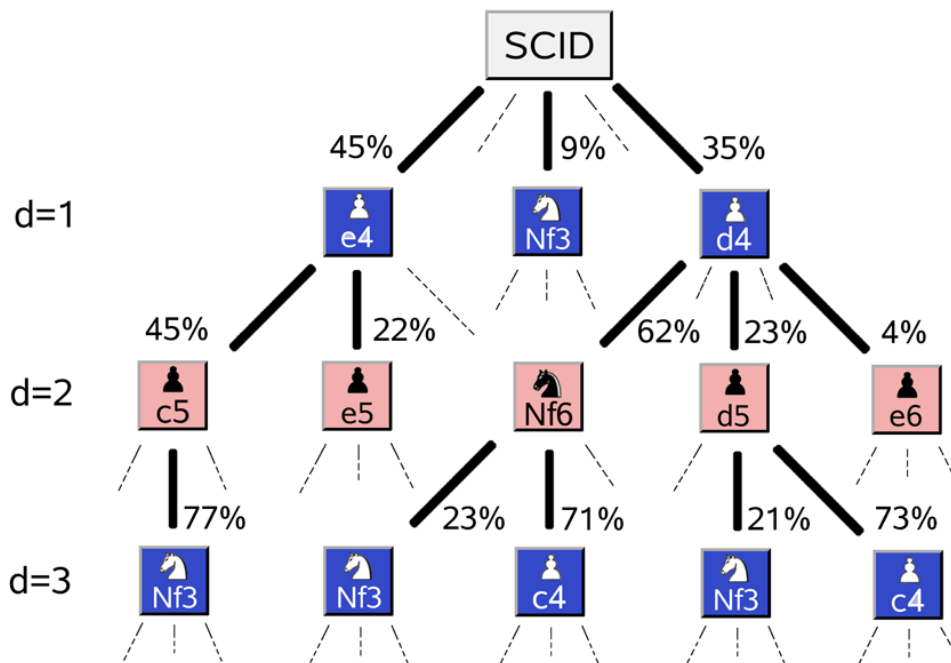 SCID
45% 9% 35%
d=1
e4 Nf3 d4
45% 22% 62% 23% 4%
d=2
c5 e5 Nf6 d5 e6
77% 23% 71% 21% 73%
d=3
Nf3 Nf3 c4 Nf3 c4